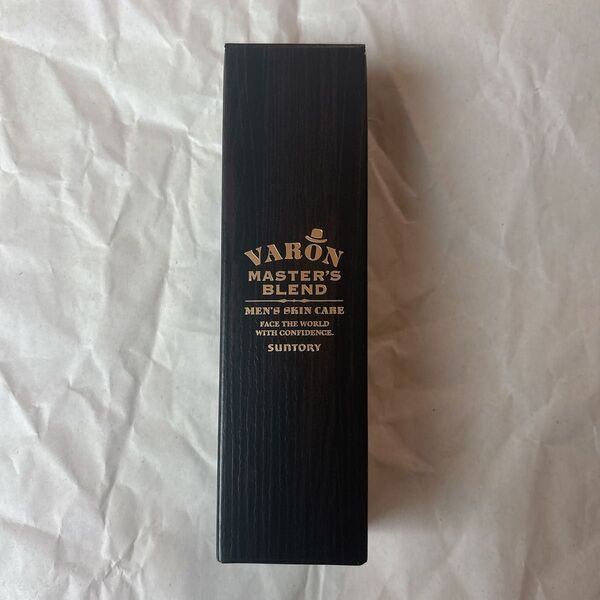 VARON
MASTER'S
BLEND
MEN'S SKIN CARE
FACE THE WORLD
WITH CONFIDENCE.
SUNTORY